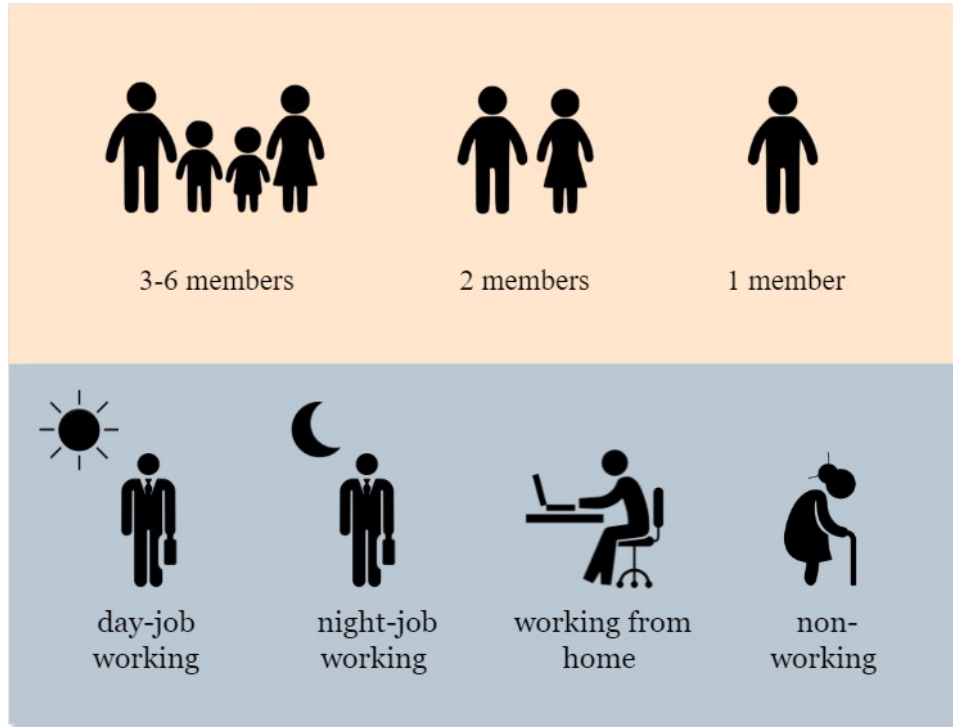 3-6 members
2 members
1 member
day-job
working
night-job
working
working from
home
non-
working